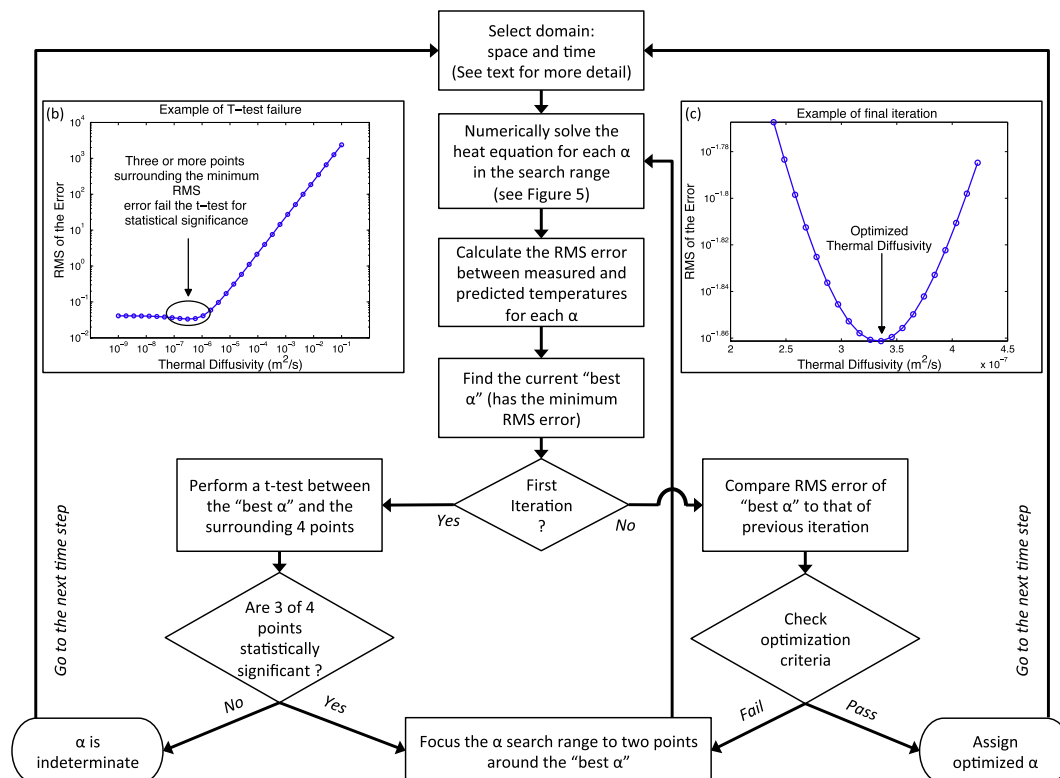 Select domain:
space and time
(See text for more detail)
(b)
Example of T−test failure
10^4
10^3
10^2
10^1
10^0
10^−1
10^−2
RMS of the Error
Three or more points
surrounding the minimum
RMS
error fail the t−test for
statistical significance
10^−9
10^−8
10^−7
10^−6
10^−5
10^−4
10^−3
10^−2
10^−1
Thermal Diffusivity (m^2/s)
Numerically solve the
heat equation for each α
in the search range
(see Figure 5)
(c)
Example of final iteration
10^−1.78
10^−1.8
10^−1.82
10^−1.84
10^−1.86
RMS of the Error
Optimized
Thermal Diffusivity
2
2.5
3
3.5
4
4.5
x 10^−7
Thermal Diffusivity (m^2/s)
Calculate the RMS error
between measured and
predicted temperatures
for each α
Find the current “best
α” (has the minimum
RMS error)
First
Iteration
?
Yes
No
Perform a t-test between
the “best α” and the
surrounding 4 points
Compare RMS error of
“best α” to that of
previous iteration
Are 3 of 4
points
statistically
significant ?
Check
optimization
criteria
No
Yes
Fail
Pass
Go to the next time step
Go to the next time step
α is
indeterminate
Focus the α search range to two points
around the “best α”
Assign
optimized α